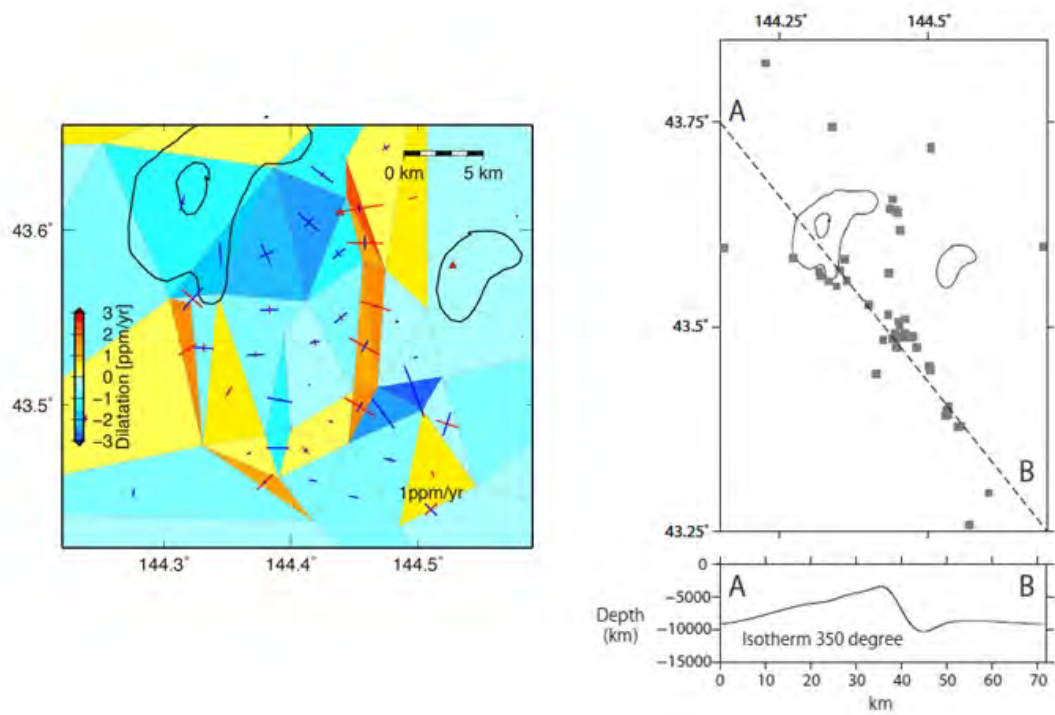 0 km 5 km
43.6°
43.5°
3
2
1
0
−1
−2
−3
Dilatation [ppm/yr]
1ppm/yr
144.3° 144.4° 144.5°
144.25° 144.5°
43.75°
43.5°
43.25°
A
B
A B
Depth
(km)
0
−5000
−10000
−15000
Isotherm 350 degree
0 10 20 30 40 50 60 70
km